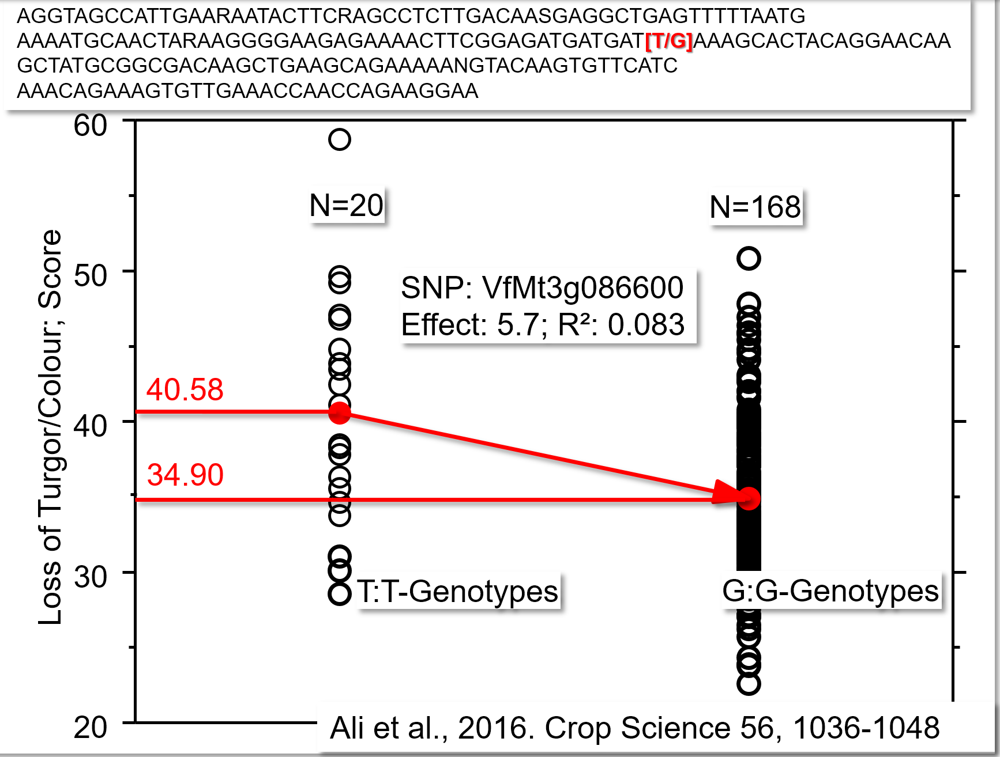 AGGTAGCCATTGAARAATACTTCRAGCCTCTTGACAASGAGGCTGAGTTTTTAATG
AAAATGCAACTARAAGGGGAAGAGAAAACTTCGGAGATGATGAT[T/G]AAAGCACTACAGGAACAA
GCTATGCGGCGACAAGCTGAAGCAGAAAAANGTACAAGTGTTCATC
AAACAGAAAGTGTTGAAACCAACCAGAAGGAA
60
N=20
N=168
50
SNP: VfMt3g086600
Effect: 5.7; R²: 0.083
Loss of Turgor/Colour; Score
40.58
40
34.90
30
T:T-Genotypes
G:G-Genotypes
20
Ali et al., 2016. Crop Science 56, 1036-1048